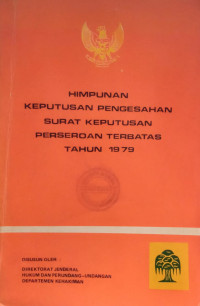 HIMPUNAN
KEPUTUSAN PENGESAHAN
SURAT KEPUTUSAN
PERSEROAN TERBATAS
TAHUN 1979
DISUSUN OLEH :
DIREKTORAT JENDERAL
HUKUM DAN PERUNDANG-UNDANGAN
DEPARTEMEN KEHAKIMAN